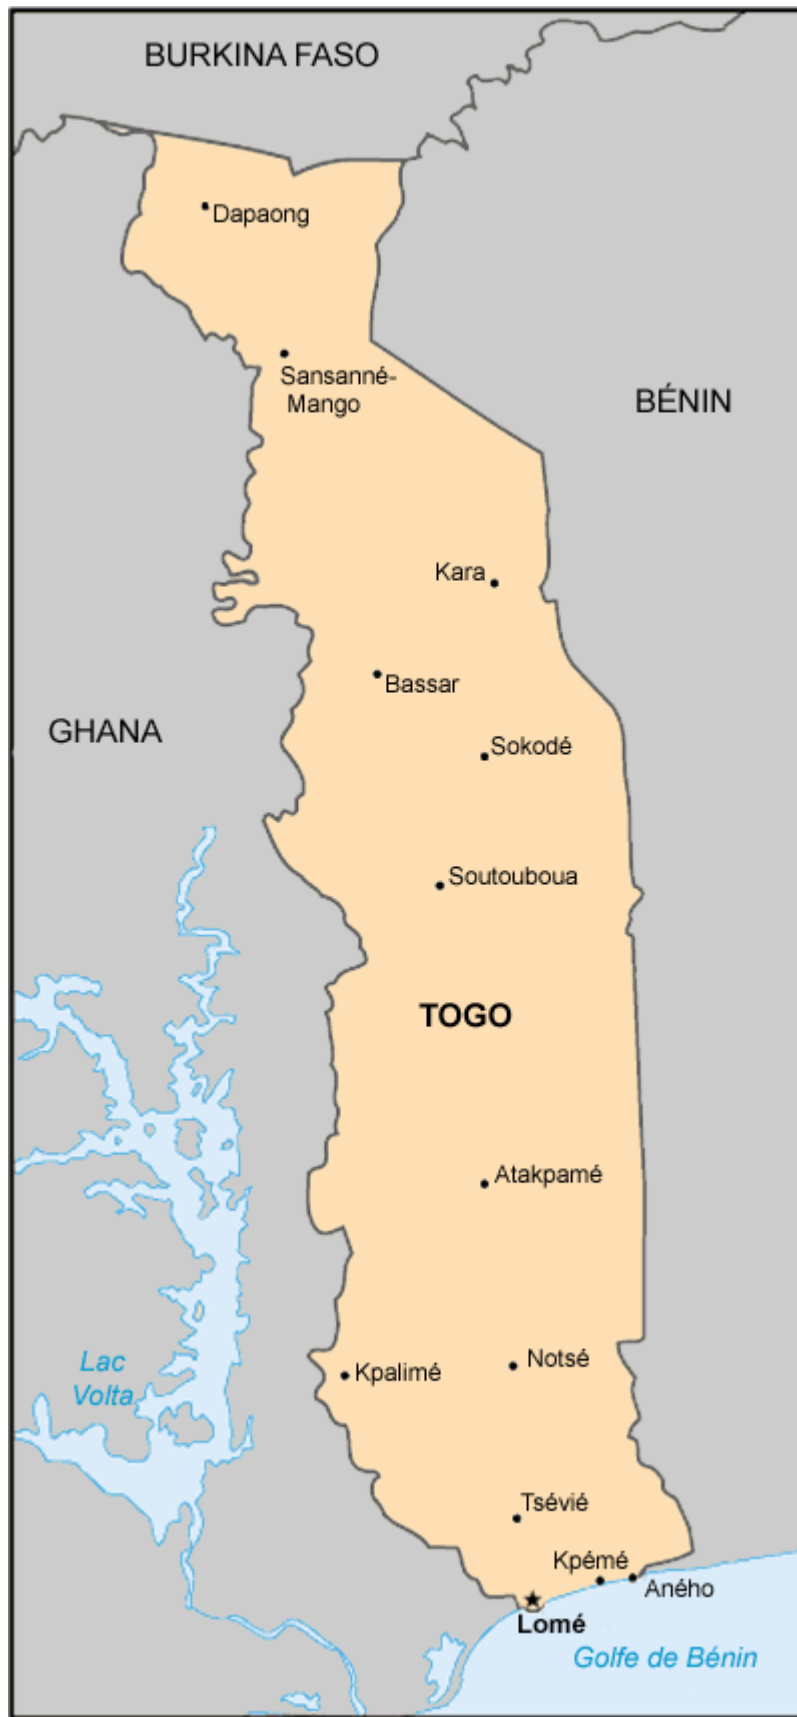 BURKINA FASO
Dapaong
Sansanné-
Mango
BÉNIN
Kara
Bassar
GHANA
Sokodé
Soutouboua
TOGO
Atakpamé
Lac
Volta
Kpalimé
Notsé
Tsévié
Kpémé
Aného
Lomé
Golfe de Bénin